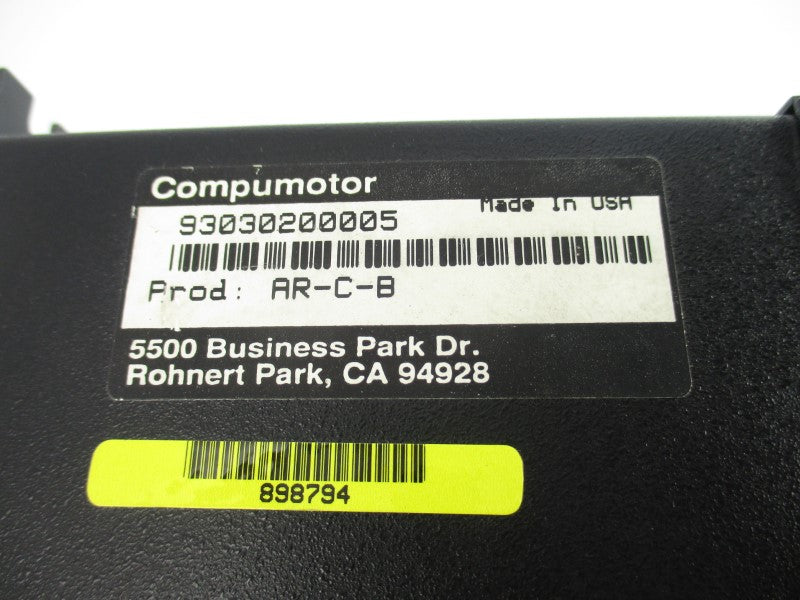 Compumotor
Made In USA
93030200005
Prod: AR-C-B
5500 Business Park Dr.
Rohnert Park, CA 94928
898794